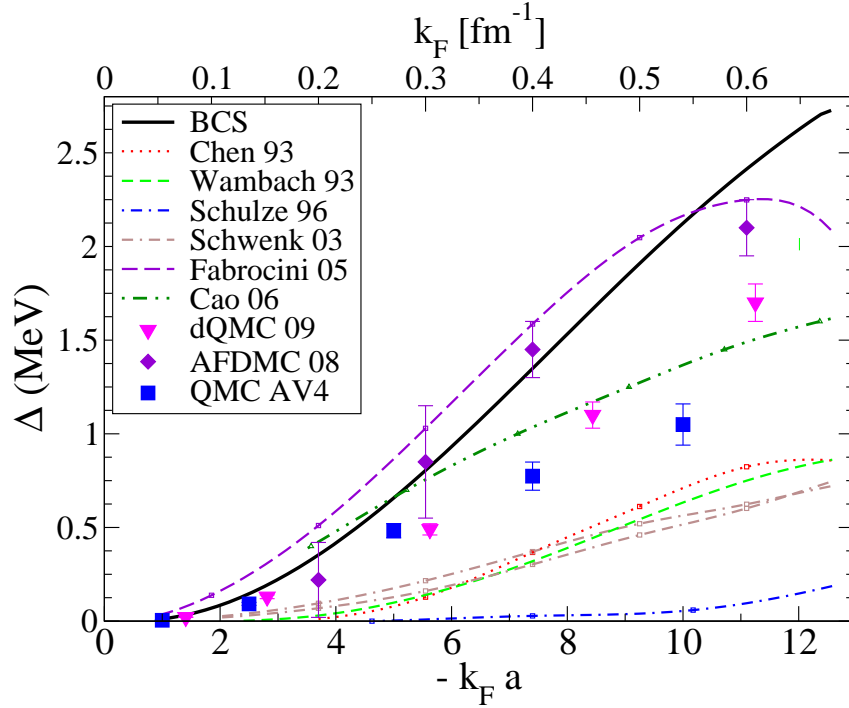 k_F [fm^-1]
0 0.1 0.2 0.3 0.4 0.5 0.6
BCS
Chen 93
Wambach 93
Schulze 96
Schwenk 03
Fabrocini 05
Cao 06
dQMC 09
AFDMC 08
QMC AV4
Δ (MeV)
2.5
2
1.5
1
0.5
0
0 2 4 6 8 10 12
- k_F a